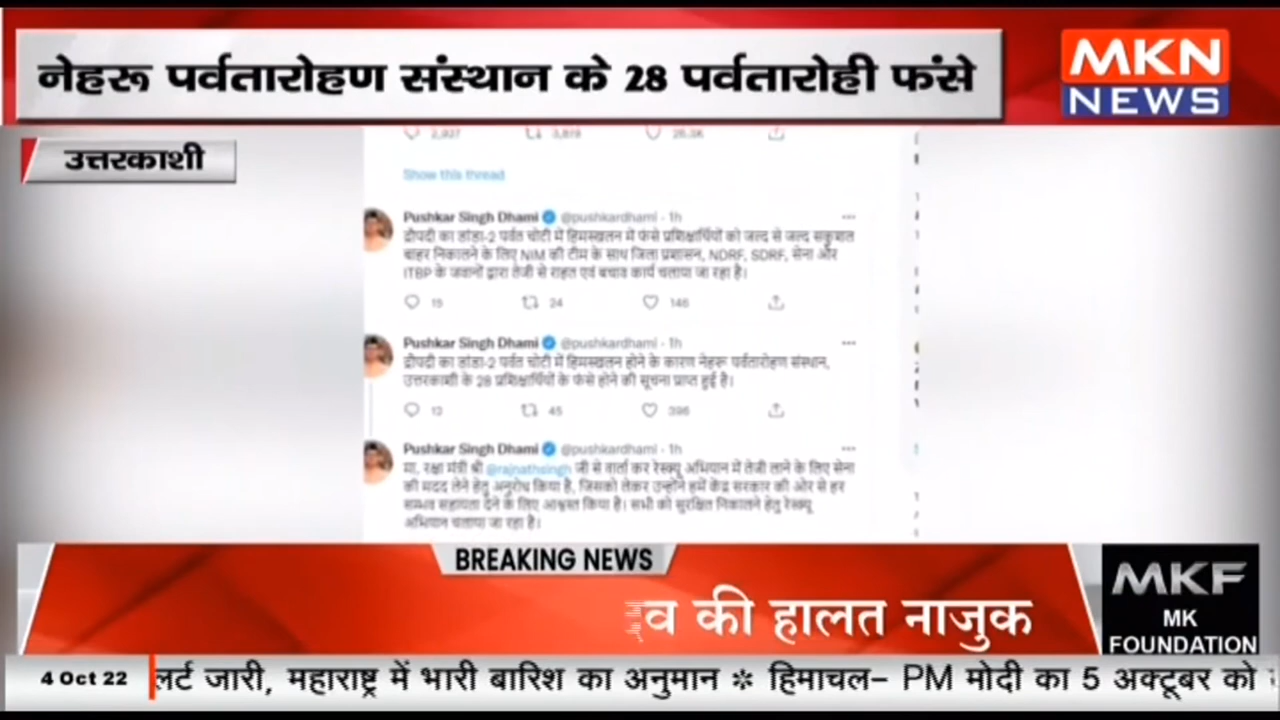 नेहरू पर्वतारोहण संस्थान के 28 पर्वतारोही फंसे
MKN
NEWS
उत्तरकाशी
2,937 3,819
Show this thread
Pushkar Singh Dhami @pushkardhami · 1h
द्रौपदी का डांडा-2 पर्वत चोटी में हिमस्खलन में फंसे प्रशिक्षार्थियों को जल्द से जल्द सकुशल
बाहर निकालने के लिए NIM की टीम के साथ जिला प्रशासन, NDRF, SDRF, सेना और
ITBP के जवानों द्वारा तेजी से राहत एवं बचाव कार्य चलाया जा रहा है।
15 24 146
Pushkar Singh Dhami @pushkardhami · 1h
द्रौपदी का डांडा-2 पर्वत चोटी में हिमस्खलन होने के कारण नेहरू पर्वतारोहण संस्थान,
उत्तरकाशी के 28 प्रशिक्षार्थियों के फंसे होने की सूचना प्राप्त हुई है।
13 45 396
Pushkar Singh Dhami @pushkardhami · 1h
मा. रक्षा मंत्री श्री @rajnathsingh जी से वार्ता कर रेस्क्यू अभियान में तेजी लाने के लिए सेना
की मदद लेने हेतु अनुरोध किया है, जिसको लेकर उन्होंने हमें केंद्र सरकार की ओर से हर
सम्भव सहायता देने के लिए आश्वस्त किया है। सभी को सुरक्षित निकालने हेतु रेस्क्यू
अभियान चलाया जा रहा है।
BREAKING NEWS
की हालत नाजुक
MKF
MK
FOUNDATION
4 Oct 22 लर्ट जारी, महाराष्ट्र में भारी बारिश का अनुमान * हिमाचल– PM मोदी का 5 अक्टूबर को